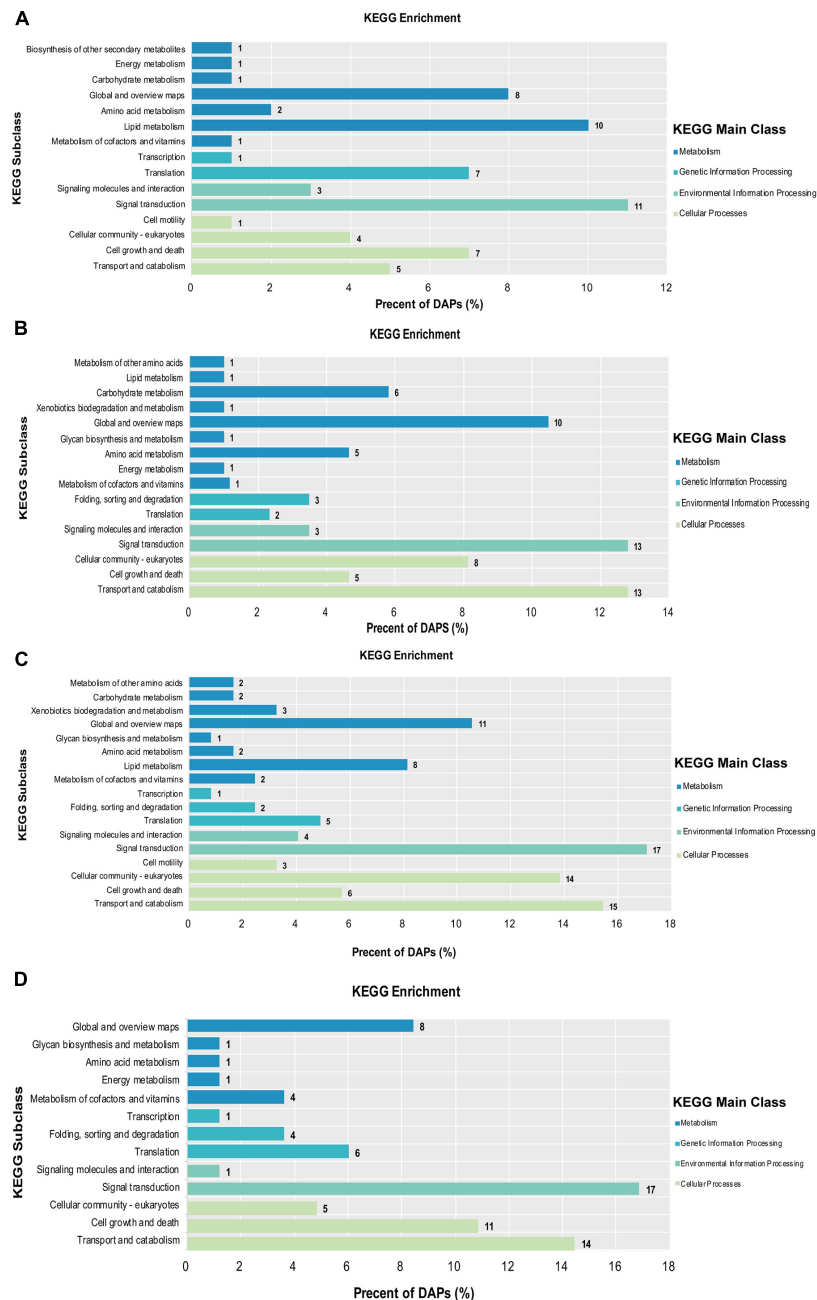 A
KEGG Enrichment
KEGG Subclass
Biosynthesis of other secondary metabolites 1
Energy metabolism 1
Carbohydrate metabolism 1
Global and overview maps 8
Amino acid metabolism 2
Lipid metabolism 10
Metabolism of cofactors and vitamins 1
Transcription 1
Translation 7
Signaling molecules and interaction 3
Signal transduction 11
Cell motility 1
Cellular community - eukaryotes 4
Cell growth and death 7
Transport and catabolism 5
0 2 4 6 8 10 12
Precent of DAPs (%)
KEGG Main Class
Metabolism
Genetic Information Processing
Environmental Information Processing
Cellular Processes
B
KEGG Enrichment
KEGG Subclass
Metabolism of other amino acids 1
Lipid metabolism 1
Carbohydrate metabolism 6
Xenobiotics biodegradation and metabolism 1
Global and overview maps 10
Glycan biosynthesis and metabolism 1
Amino acid metabolism 5
Energy metabolism 1
Metabolism of cofactors and vitamins 1
Folding, sorting and degradation 3
Translation 2
Signaling molecules and interaction 3
Signal transduction 13
Cellular community - eukaryotes 8
Cell growth and death 5
Transport and catabolism 13
0 2 4 6 8 10 12 14
Precent of DAPS (%)
KEGG Main Class
Metabolism
Genetic Information Processing
Environmental Information Processing
Cellular Processes
C
KEGG Enrichment
KEGG Subclass
Metabolism of other amino acids 2
Carbohydrate metabolism 2
Xenobiotics biodegradation and metabolism 3
Global and overview maps 11
Glycan biosynthesis and metabolism 1
Amino acid metabolism 2
Lipid metabolism 8
Metabolism of cofactors and vitamins 2
Transcription 1
Folding, sorting and degradation 2
Translation 5
Signaling molecules and interaction 4
Signal transduction 17
Cell motility 3
Cellular community - eukaryotes 14
Cell growth and death 6
Transport and catabolism 15
0 2 4 6 8 10 12 14 16 18
Precent of DAPs (%)
KEGG Main Class
Metabolism
Genetic Information Processing
Environmental Information Processing
Cellular Processes
D
KEGG Enrichment
KEGG Subclass
Global and overview maps 8
Glycan biosynthesis and metabolism 1
Amino acid metabolism 1
Energy metabolism 1
Metabolism of cofactors and vitamins 4
Transcription 1
Folding, sorting and degradation 4
Translation 6
Signaling molecules and interaction 1
Signal transduction 17
Cellular community - eukaryotes 5
Cell growth and death 11
Transport and catabolism 14
0 2 4 6 8 10 12 14 16 18
Precent of DAPs (%)
KEGG Main Class
Metabolism
Genetic Information Processing
Environmental Information Processing
Cellular Processes